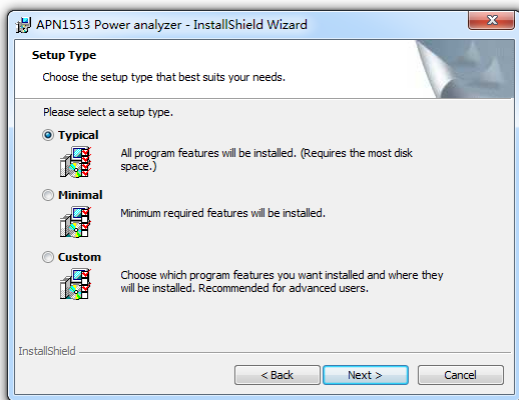 APN1513 Power analyzer - InstallShield Wizard
Setup Type
Choose the setup type that best suits your needs.
Please select a setup type.
Typical
All program features will be installed. (Requires the most disk
space.)
Minimal
Minimum required features will be installed.
Custom
Choose which program features you want installed and where they
will be installed. Recommended for advanced users.
InstallShield
< Back Next > Cancel